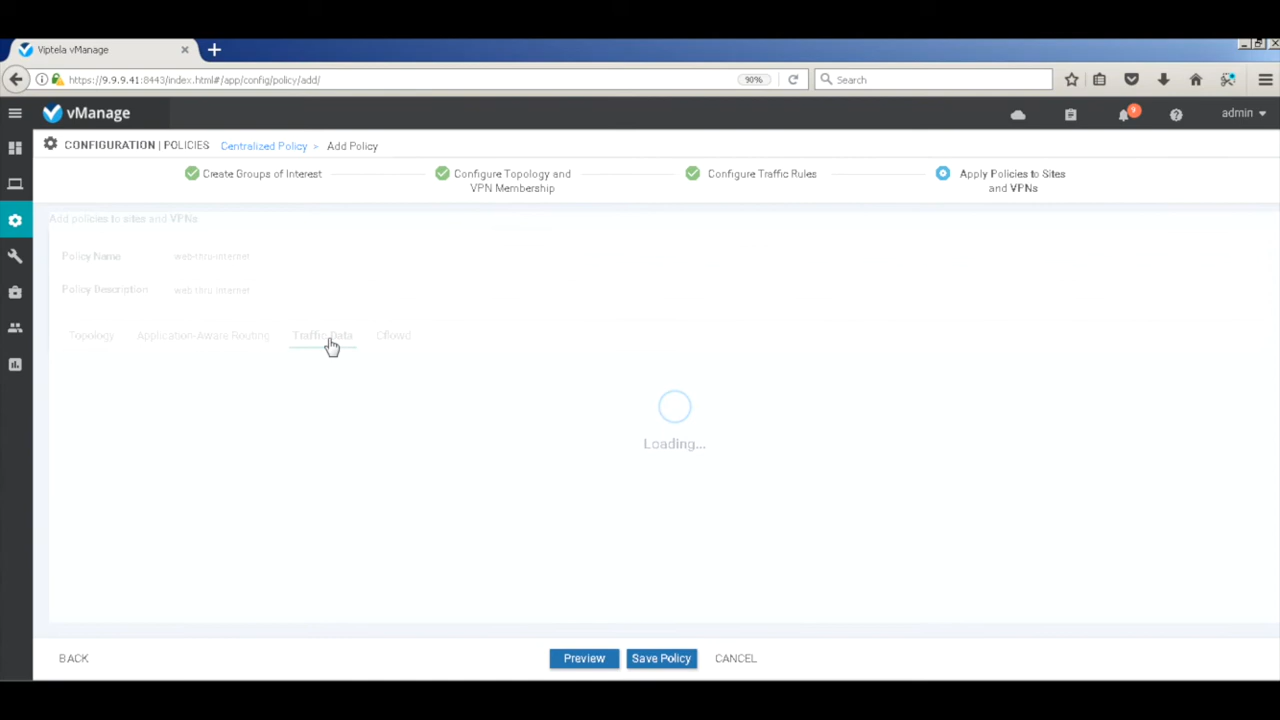 Viptela vManage
https://9.9.9.41:8443/index.html#/app/config/policy/add/
90%
Search
vManage
9
admin
CONFIGURATION | POLICIES Centralized Policy > Add Policy
Create Groups of Interest
Configure Topology and
VPN Membership
Configure Traffic Rules
Apply Policies to Sites
and VPNs
Add policies to sites and VPNs
Policy Name web-thru-internet
Policy Description web thru internet
Topology Application-Aware Routing Traffic Data Cflowd
Loading...
BACK Preview Save Policy CANCEL